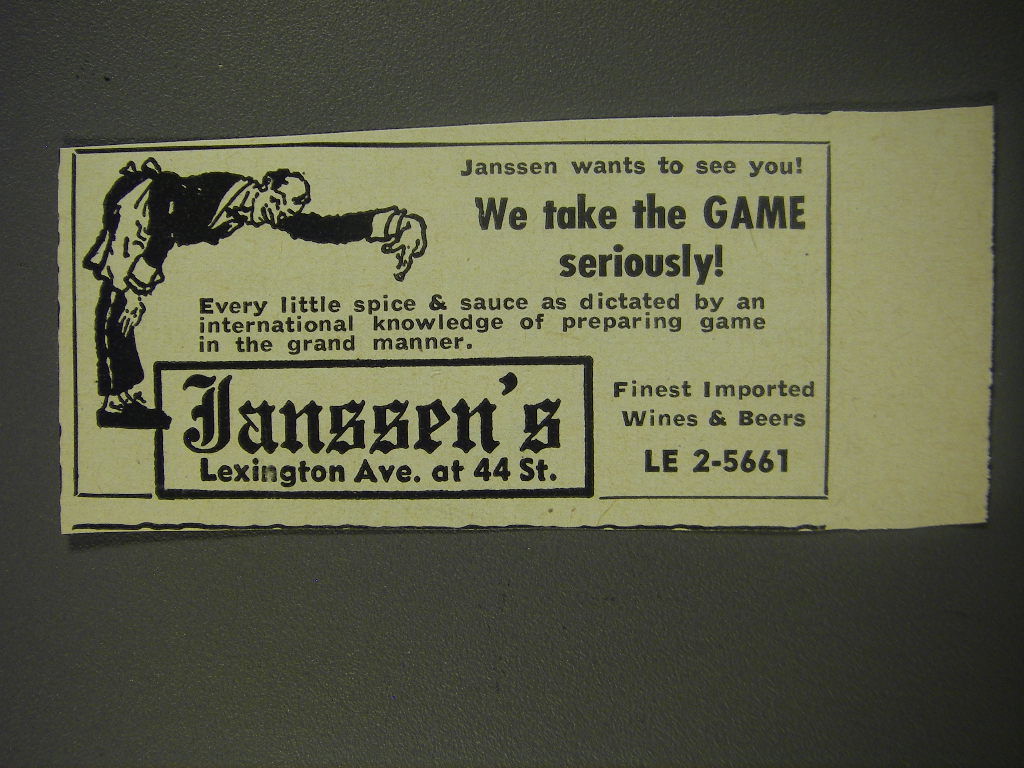 Janssen wants to see you!
We take the GAME
seriously!
Every little spice & sauce as dictated by an
international knowledge of preparing game
in the grand manner.
Janssen's
Lexington Ave. at 44 St.
Finest Imported
Wines & Beers
LE 2-5661